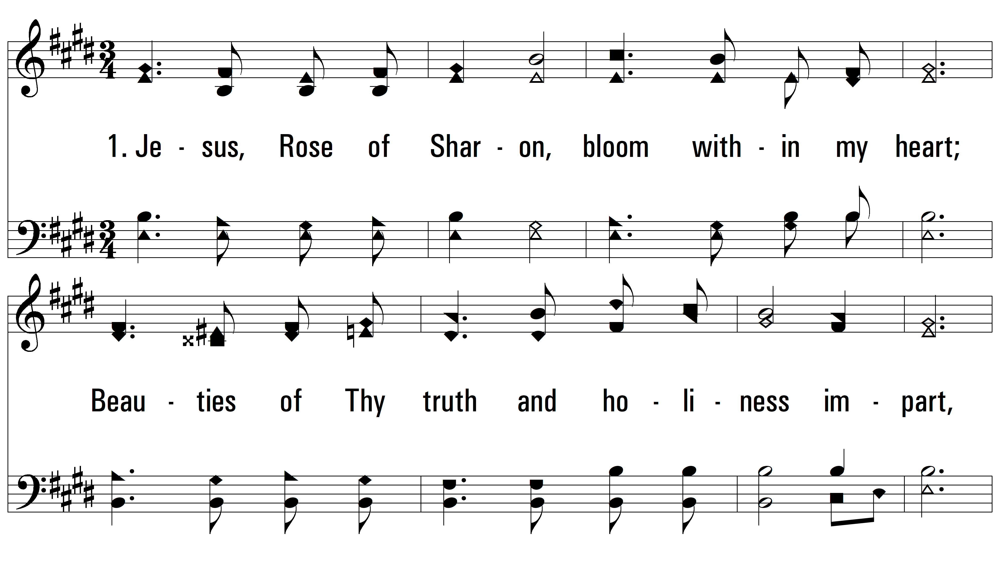 1. Je - sus, Rose of Shar - on, bloom with - in my heart;
Beau - ties of Thy truth and ho - li - ness im - part,